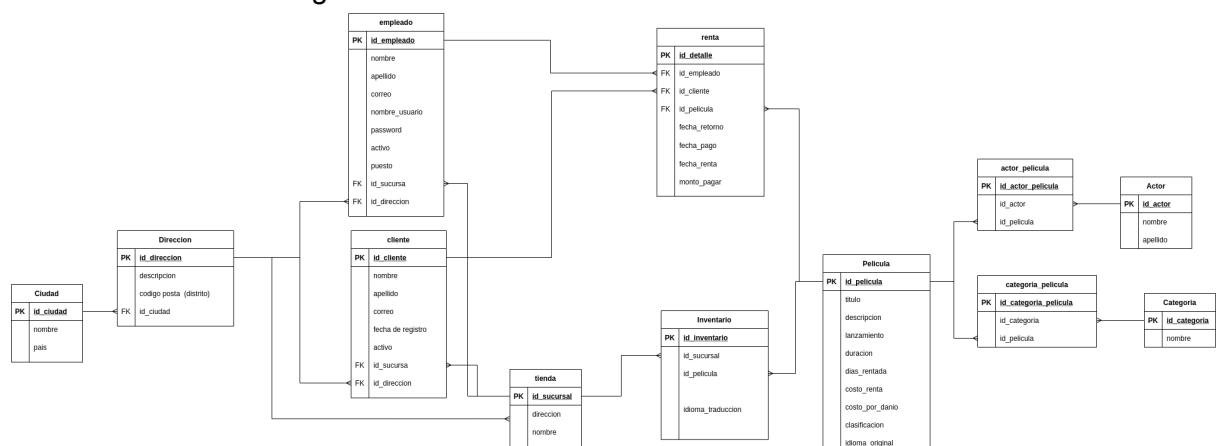 empleado
PK id_empleado
nombre
apellido
correo
nombre_usuario
password
activo
puesto
FK id_sucursa
FK id_direccion
renta
PK id_detalle
FK id_empleado
FK id_cliente
FK id_pelicula
fecha_retorno
fecha_pago
fecha_renta
monto_pagar
actor_pelicula
PK id_actor_pelicula
id_actor
id_pelicula
Actor
PK id_actor
nombre
apellido
Direccion
PK id_direccion
descripcion
codigo posta (distrito)
FK id_ciudad
cliente
PK id_cliente
nombre
apellido
correo
fecha de registro
activo
FK id_sucursa
FK id_direccion
Ciudad
PK id_ciudad
nombre
pais
Pelicula
PK id_pelicula
titulo
descripcion
lanzamiento
duracion
dias_rentada
costo_renta
costo_por_danio
clasificacion
idioma_original
categoria_pelicula
PK id_categoria_pelicula
id_categoria
id_pelicula
Categoria
PK id_categoria
nombre
Inventario
PK id_inventario
id_sucursal
id_pelicula
idioma_traduccion
tienda
PK id_sucursal
direccion
nombre